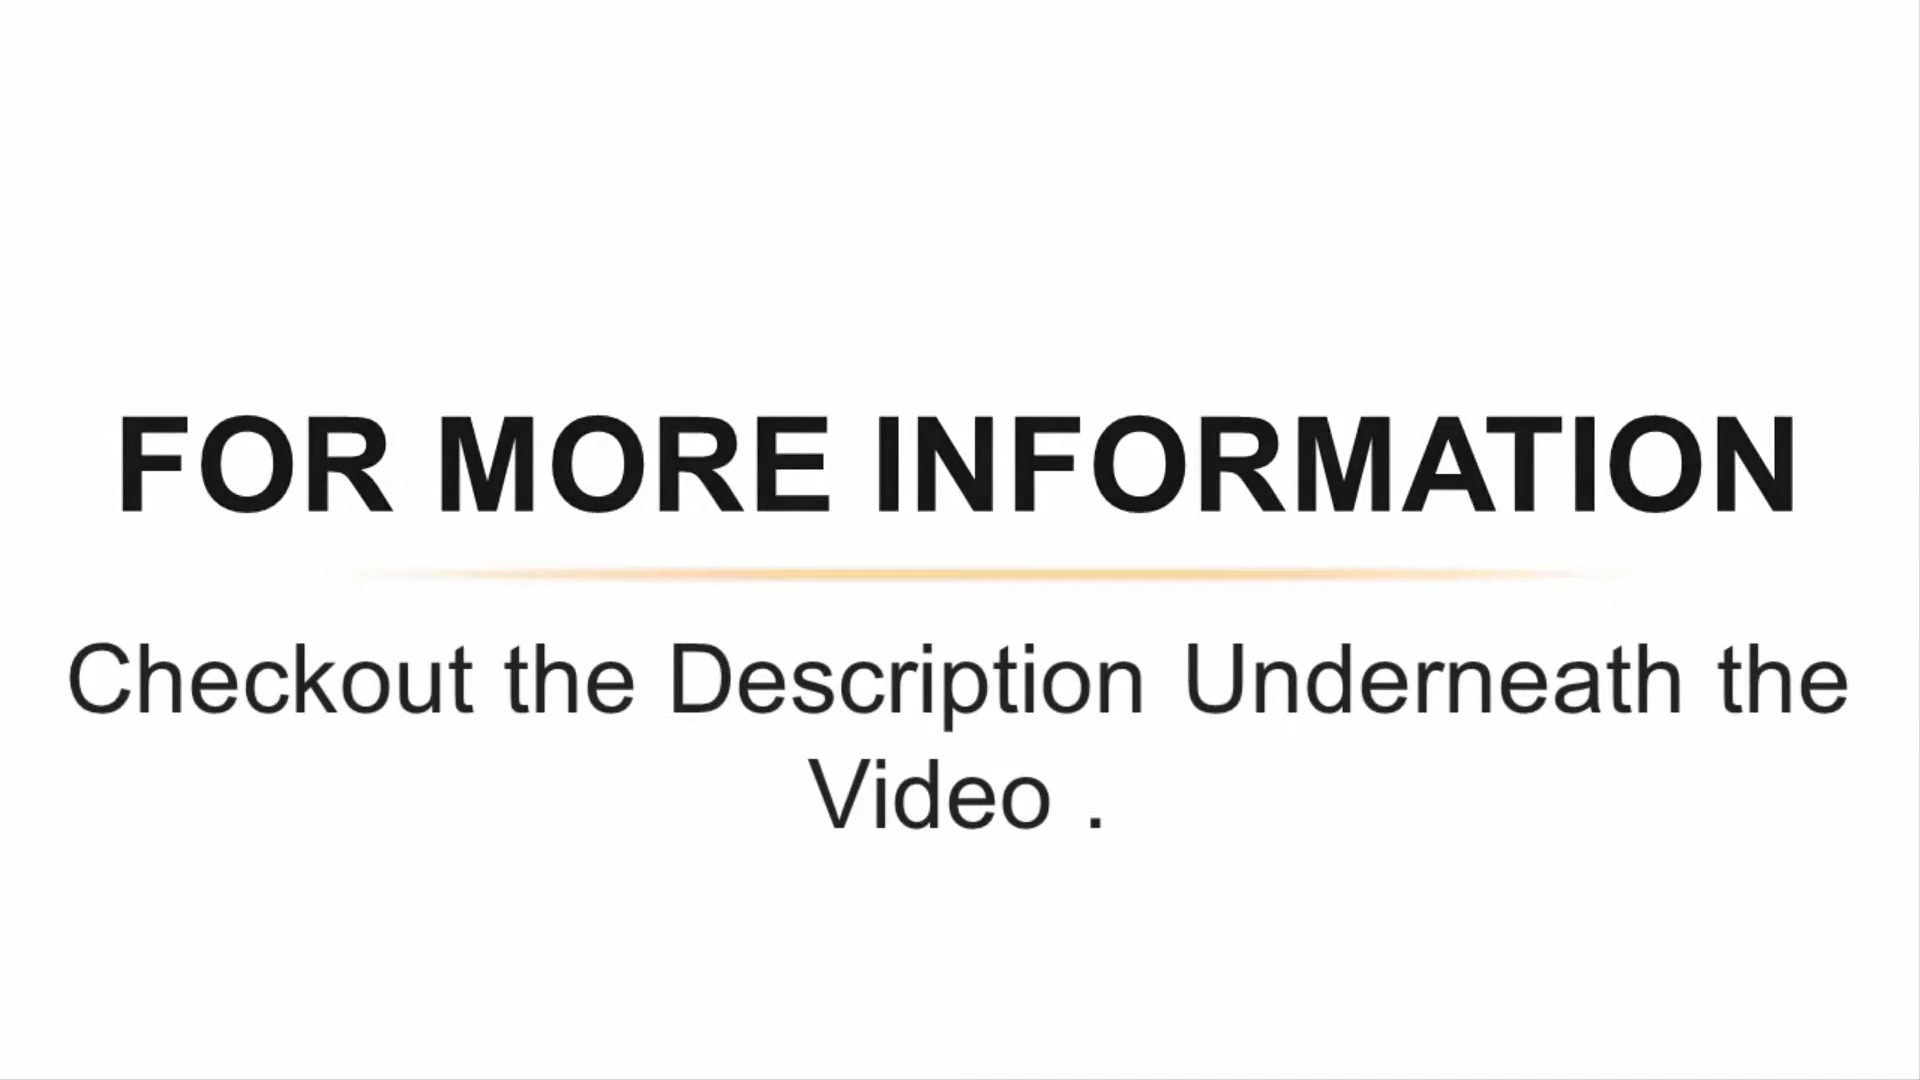 FOR MORE INFORMATION
Checkout the Description Underneath the
Video .